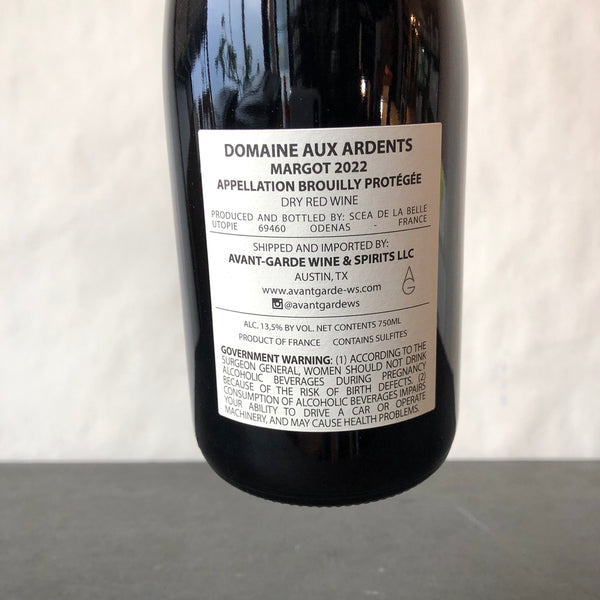 DOMAINE AUX ARDENTS
MARGOT 2022
APPELLATION BROUILLY PROTÉGÉE
DRY RED WINE
PRODUCED AND BOTTLED BY: SCEA DE LA BELLE
UTOPIE 69460 ODENAS - FRANCE
SHIPPED AND IMPORTED BY:
AVANT-GARDE WINE & SPIRITS LLC
AUSTIN, TX
www.avantgarde-ws.com
@avantgardews
AG
ALC. 13,5% BY VOL. NET CONTENTS 750ML
PRODUCT OF FRANCE CONTAINS SULFITES
GOVERNMENT WARNING: (1) ACCORDING TO THE
SURGEON GENERAL, WOMEN SHOULD NOT DRINK
ALCOHOLIC BEVERAGES DURING PREGNANCY
BECAUSE OF THE RISK OF BIRTH DEFECTS. (2)
CONSUMPTION OF ALCOHOLIC BEVERAGES IMPAIRS
YOUR ABILITY TO DRIVE A CAR OR OPERATE
MACHINERY, AND MAY CAUSE HEALTH PROBLEMS.